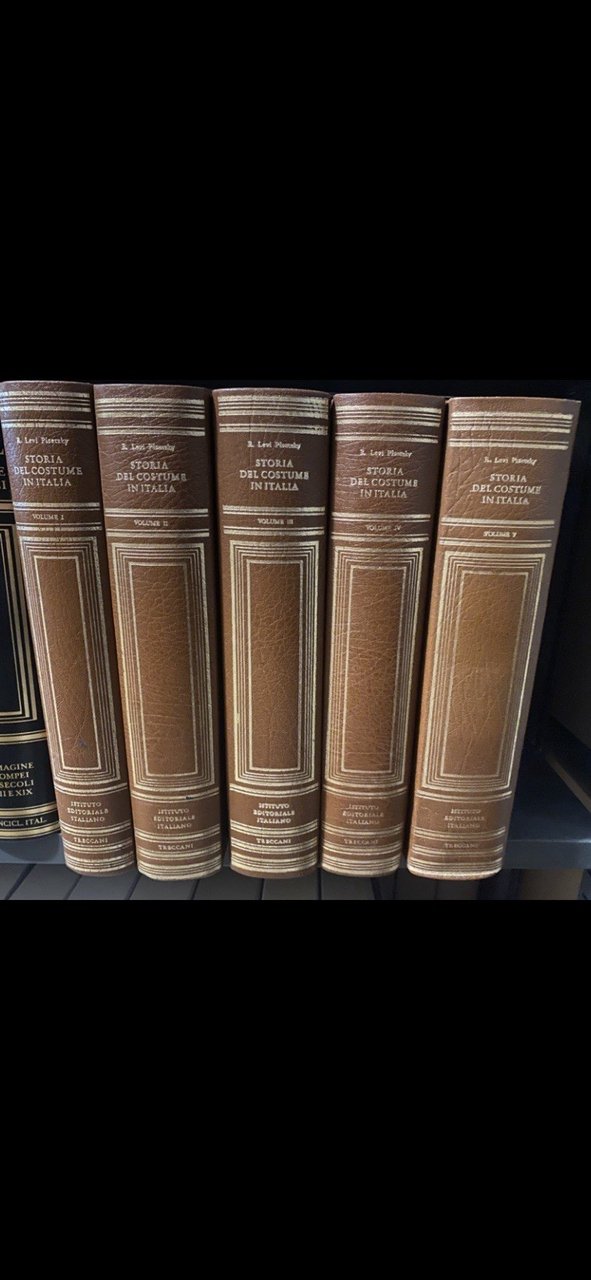 MAGINE
OMPEI
SECOLI
II E XIX
NCICL. ITAL.
R. Levi Pisetzky
STORIA
DEL COSTUME
IN ITALIA
VOLUME I
TRECCANI
ISTITUTO
EDITORIALE
ITALIANO
R. Levi Pisetzky
STORIA
DEL COSTUME
IN ITALIA
VOLUME II
ISTITUTO
EDITORIALE
ITALIANO
TRECCANI
R. Levi Pisetzky
STORIA
DEL COSTUME
IN ITALIA
VOLUME III
ISTITUTO
EDITORIALE
ITALIANO
TRECCANI
R. Levi Pisetzky
STORIA
DEL COSTUME
IN ITALIA
VOLUME IV
ISTITUTO
EDITORIALE
ITALIANO
TRECCANI
R. Levi Pisetzky
STORIA
DEL COSTUME
IN ITALIA
VOLUME V
ISTITUTO
EDITORIALE
ITALIANO
TRECCANI